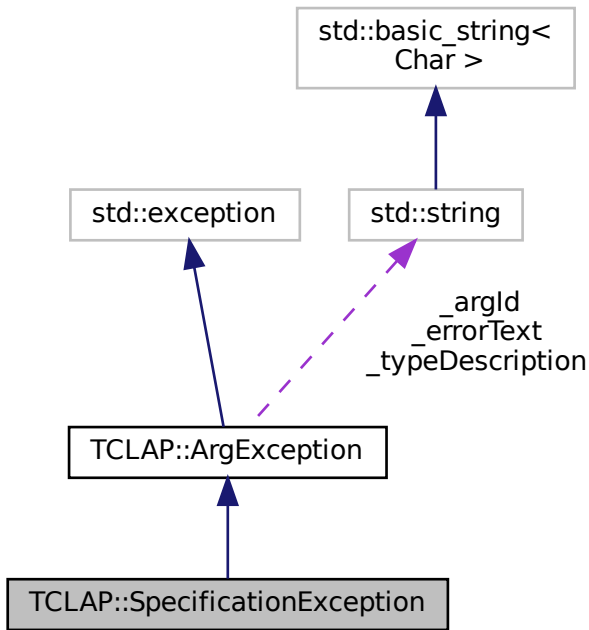 std::basic_string<
Char >
std::exception
std::string
_argId
_errorText
_typeDescription
TCLAP::ArgException
TCLAP::SpecificationException